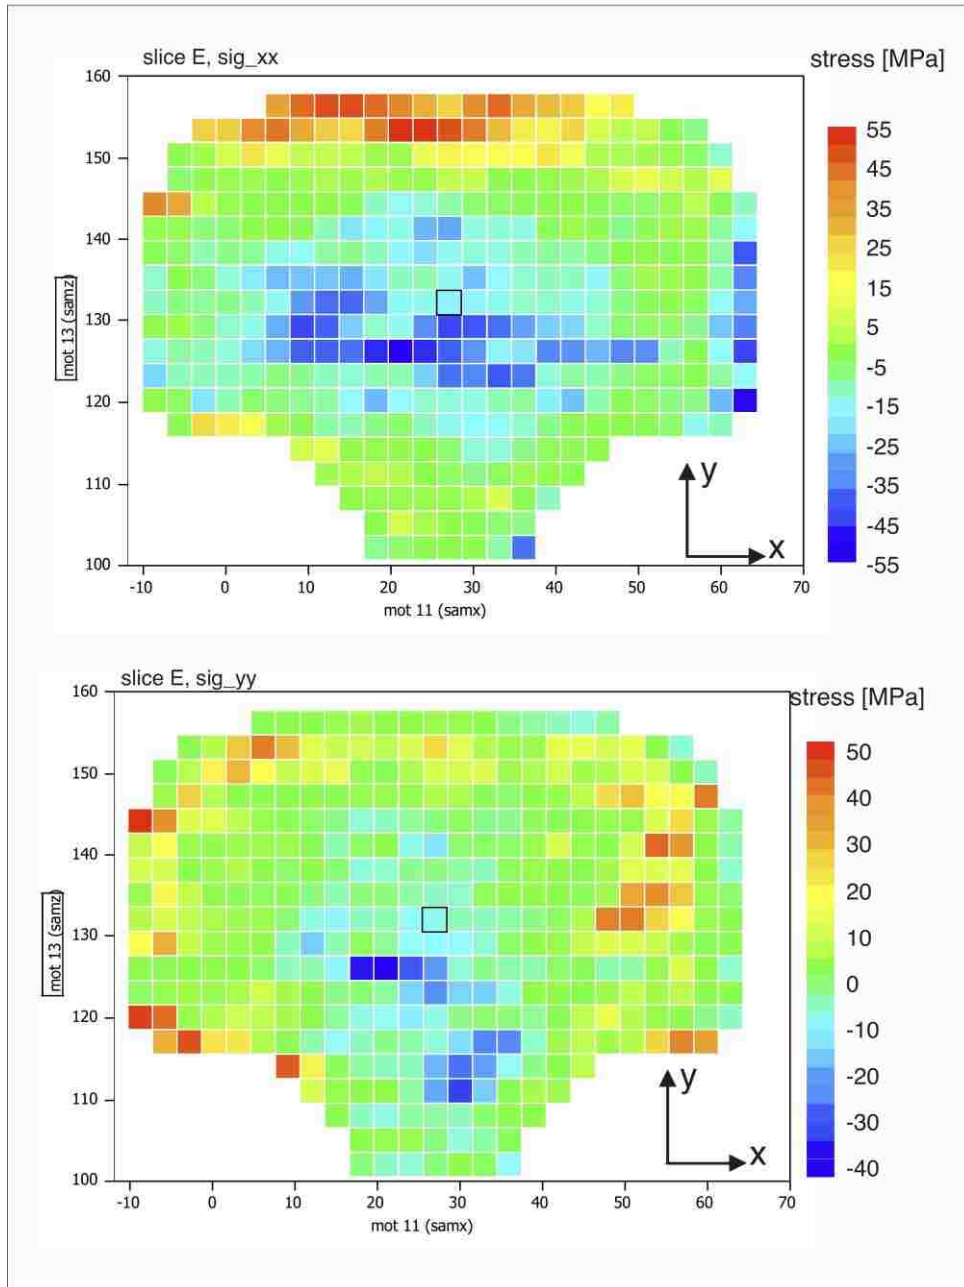 slice E, sig_xx
stress [MPa]
160
150
140
130
120
110
100
mot 13 (samz)
-10 0 10 20 30 40 50 60 70
mot 11 (samx)
y
x
55
45
35
25
15
5
-5
-15
-25
-35
-45
-55
slice E, sig_yy
stress [MPa]
160
150
140
130
120
110
100
mot 13 (samz)
-10 0 10 20 30 40 50 60 70
mot 11 (samx)
y
x
50
40
30
20
10
0
-10
-20
-30
-40